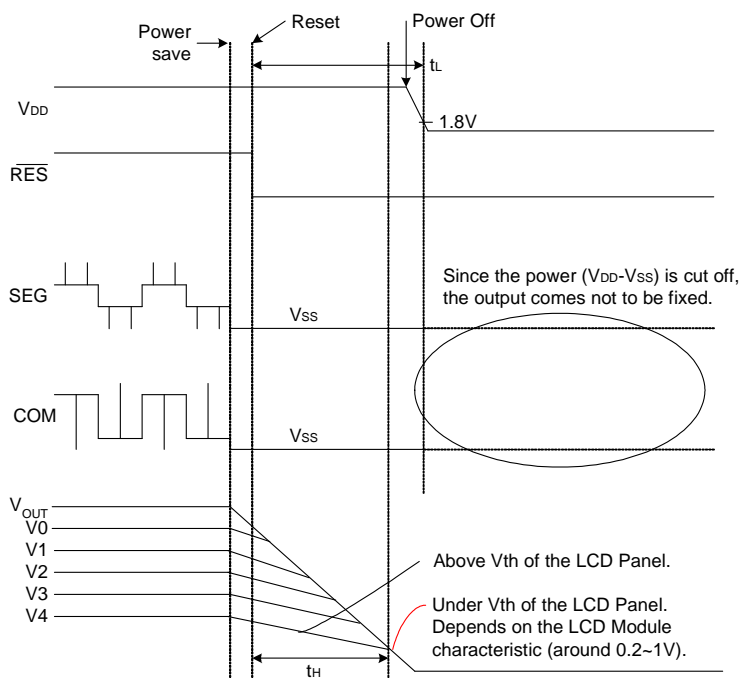 Power save
Reset
Power Off
tL
VDD
1.8V
RES
SEG
Since the power (VDD-VSS) is cut off,
the output comes not to be fixed.
VSS
COM
VSS
VOUT
V0
V1
V2
V3
V4
Above Vth of the LCD Panel.
Under Vth of the LCD Panel.
Depends on the LCD Module
characteristic (around 0.2~1V).
tH